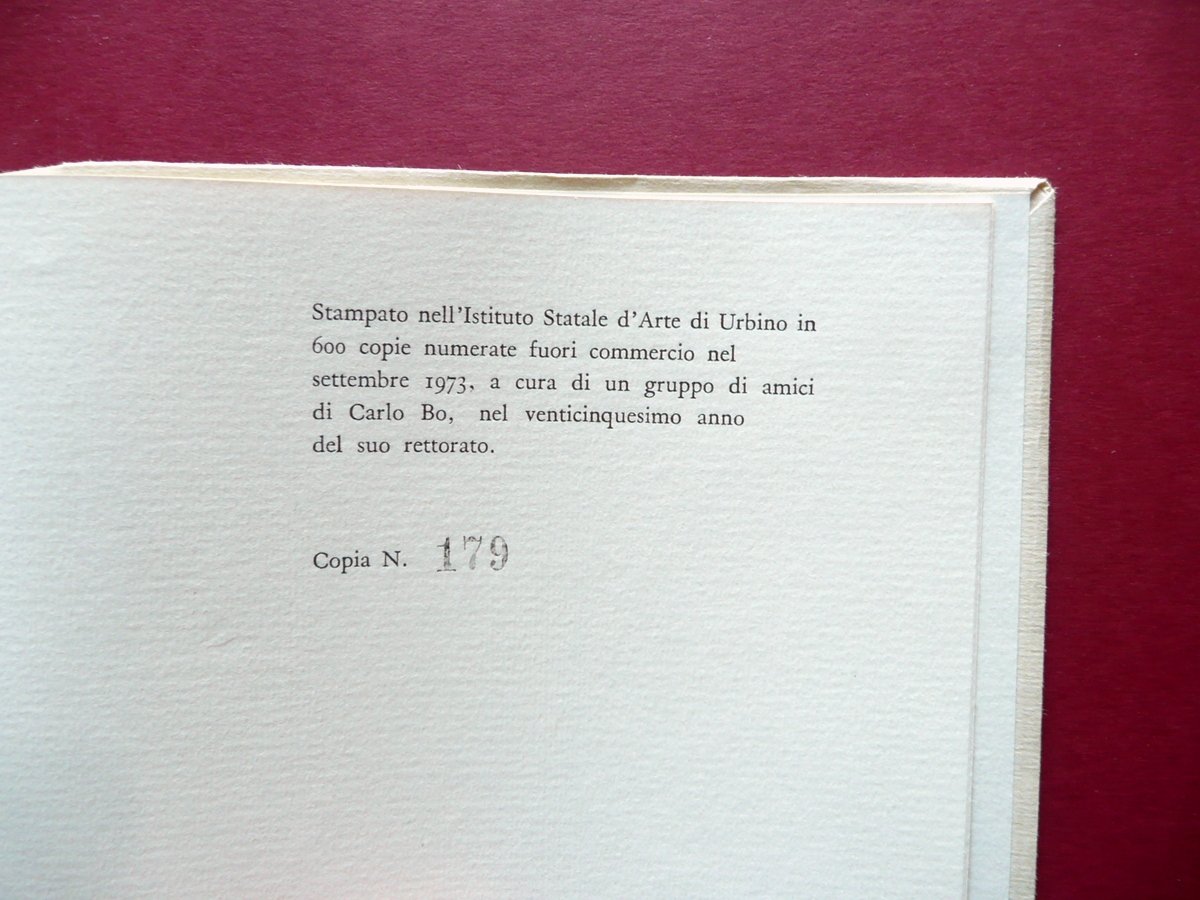 Stampato nell'Istituto Statale d'Arte di Urbino in
600 copie numerate fuori commercio nel
settembre 1973, a cura di un gruppo di amici
di Carlo Bo, nel venticinquesimo anno
del suo rettorato.
Copia N. 179